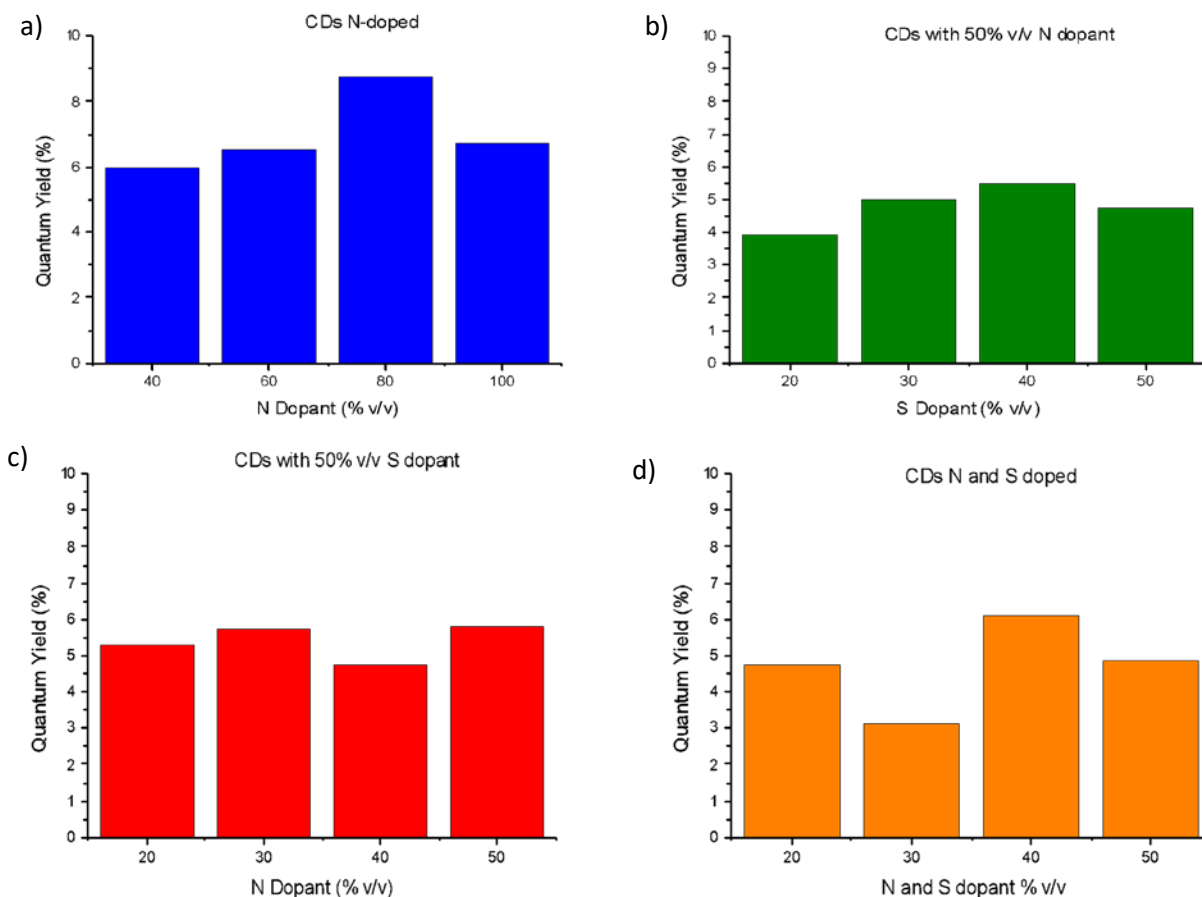 a)
CDs N-doped
Quantum Yield (%)
10
8
6
4
2
0
40 60 80 100
N Dopant (% v/v)
b)
CDs with 50% v/v N dopant
Quantum Yield (%)
10
9
8
7
6
5
4
3
2
1
0
20 30 40 50
S Dopant (% v/v)
c)
CDs with 50% v/v S dopant
Quantum Yield (%)
10
9
8
7
6
5
4
3
2
1
0
20 30 40 50
N Dopant (% v/v)
d)
CDs N and S doped
Quantum Yield (%)
10
9
8
7
6
5
4
3
2
1
0
20 30 40 50
N and S dopant % v/v